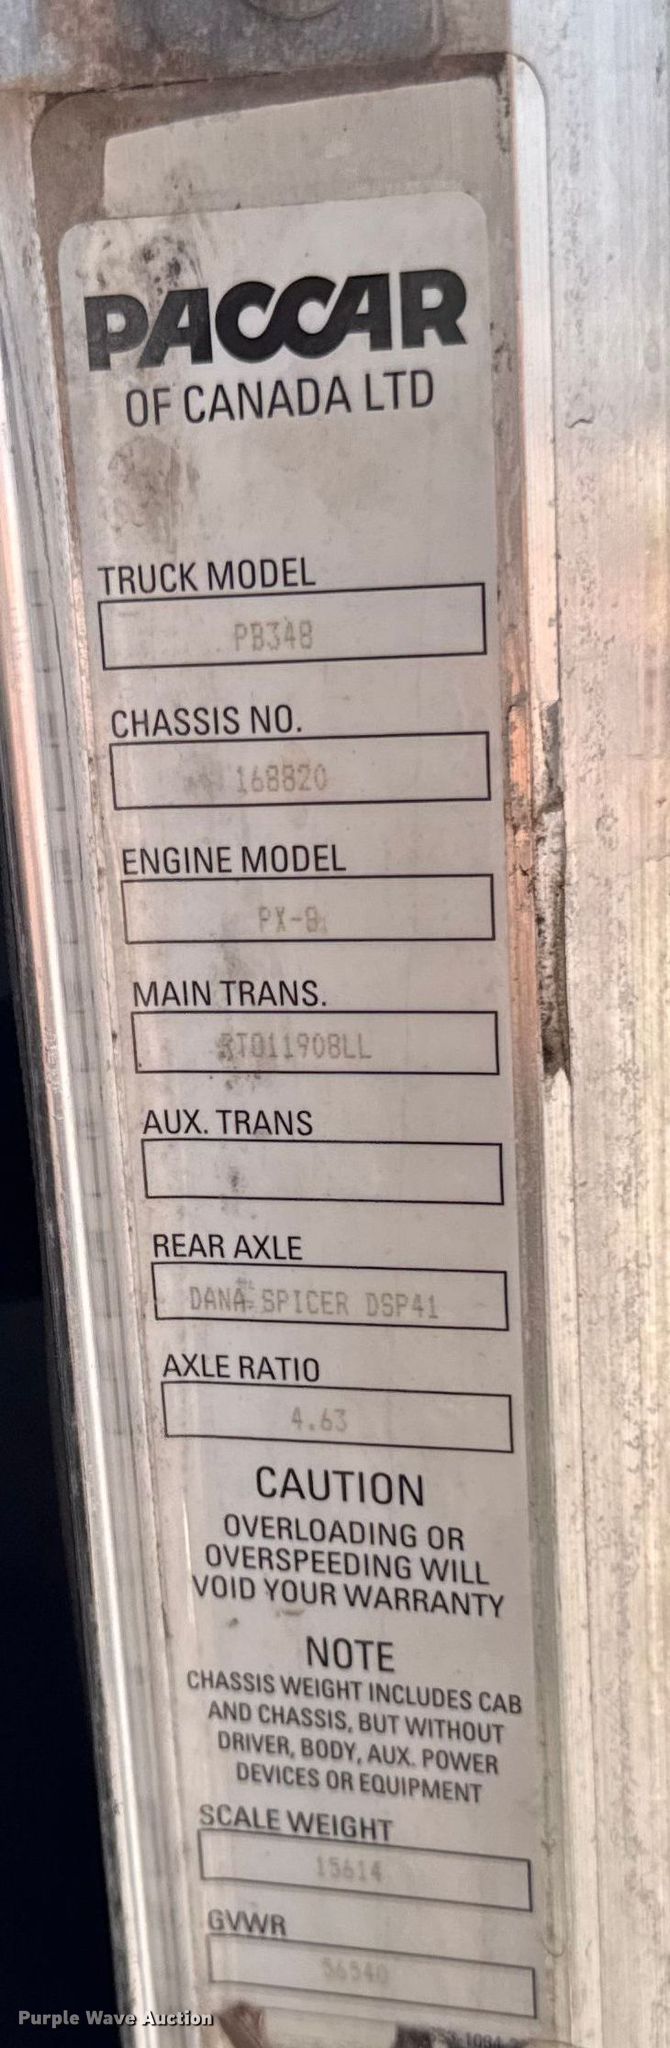 PACCAR
OF CANADA LTD
TRUCK MODEL
PB348
CHASSIS NO.
168820
ENGINE MODEL
PX-8
MAIN TRANS.
RTO11908LL
AUX. TRANS
REAR AXLE
DANA SPICER DSP41
AXLE RATIO
4.63
CAUTION
OVERLOADING OR
OVERSPEEDING WILL
VOID YOUR WARRANTY
NOTE
CHASSIS WEIGHT INCLUDES CAB
AND CHASSIS, BUT WITHOUT
DRIVER, BODY, AUX. POWER
DEVICES OR EQUIPMENT
SCALE WEIGHT
15614
GVWR
56540
Purple Wave Auction